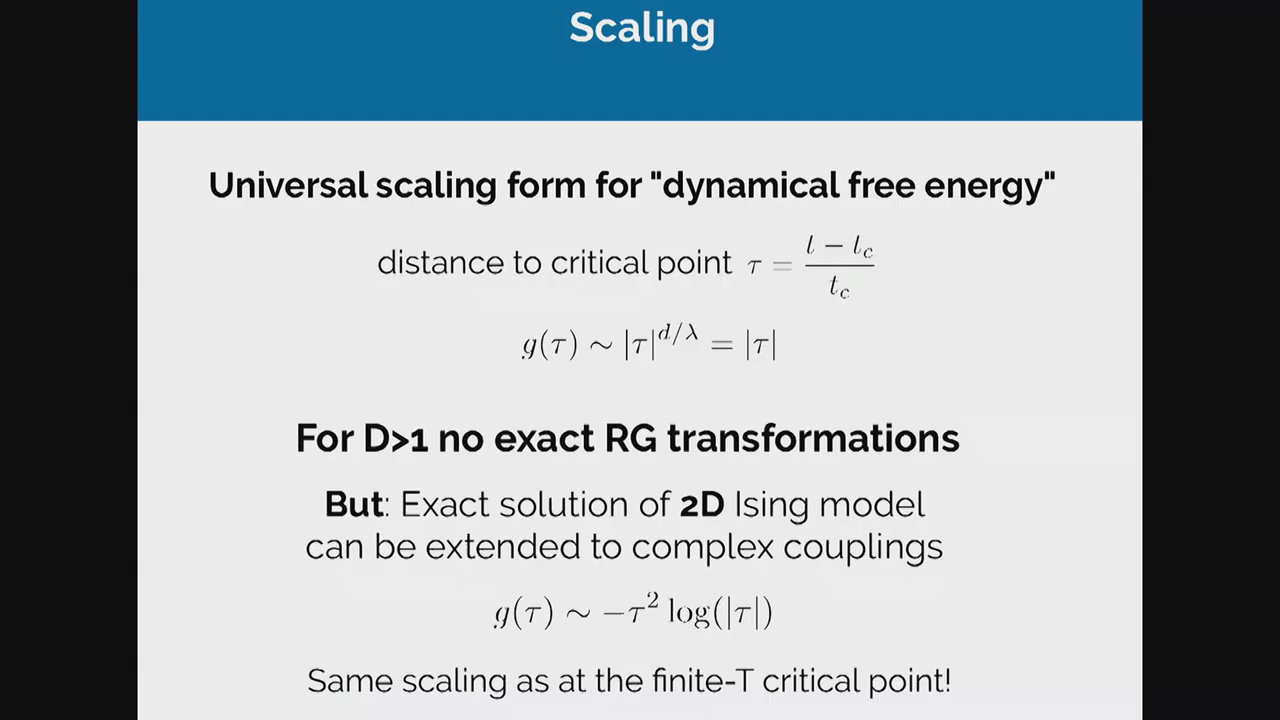 Scaling
Universal scaling form for "dynamical free energy"
distance to critical point τ = (t − t_c)/t_c
g(τ) ~ |τ|^{d/λ} = |τ|
For D>1 no exact RG transformations
But: Exact solution of 2D Ising model
can be extended to complex couplings
g(τ) ~ −τ² log(|τ|)
Same scaling as at the finite-T critical point!